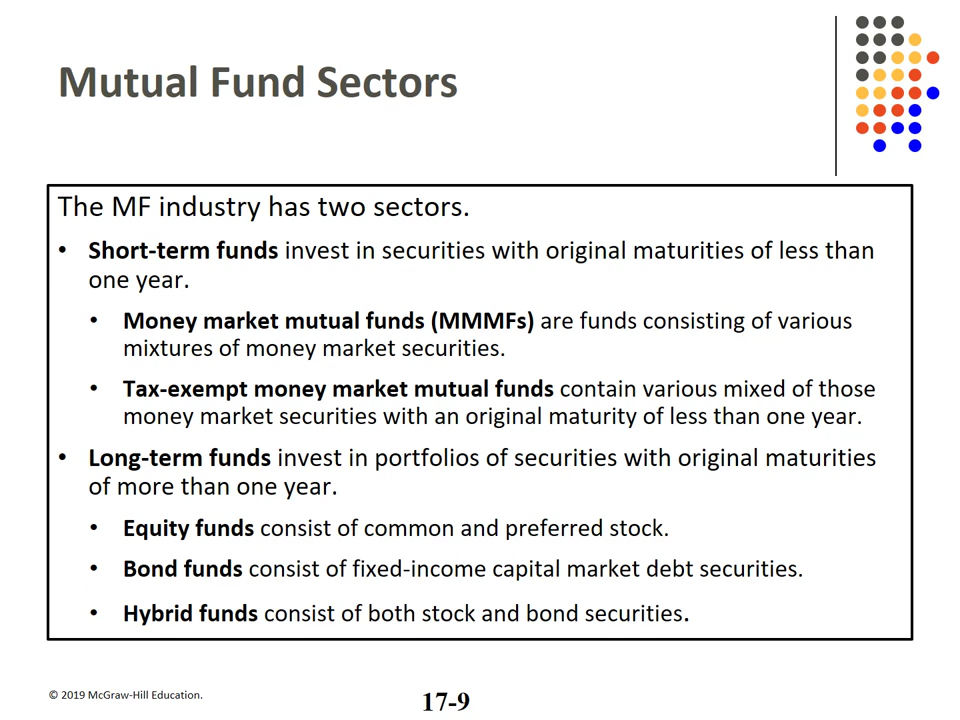 Mutual Fund Sectors
The MF industry has two sectors.
• Short-term funds invest in securities with original maturities of less than
one year.
• Money market mutual funds (MMMFs) are funds consisting of various
mixtures of money market securities.
• Tax-exempt money market mutual funds contain various mixed of those
money market securities with an original maturity of less than one year.
• Long-term funds invest in portfolios of securities with original maturities
of more than one year.
• Equity funds consist of common and preferred stock.
• Bond funds consist of fixed-income capital market debt securities.
• Hybrid funds consist of both stock and bond securities.
© 2019 McGraw-Hill Education.
17-9